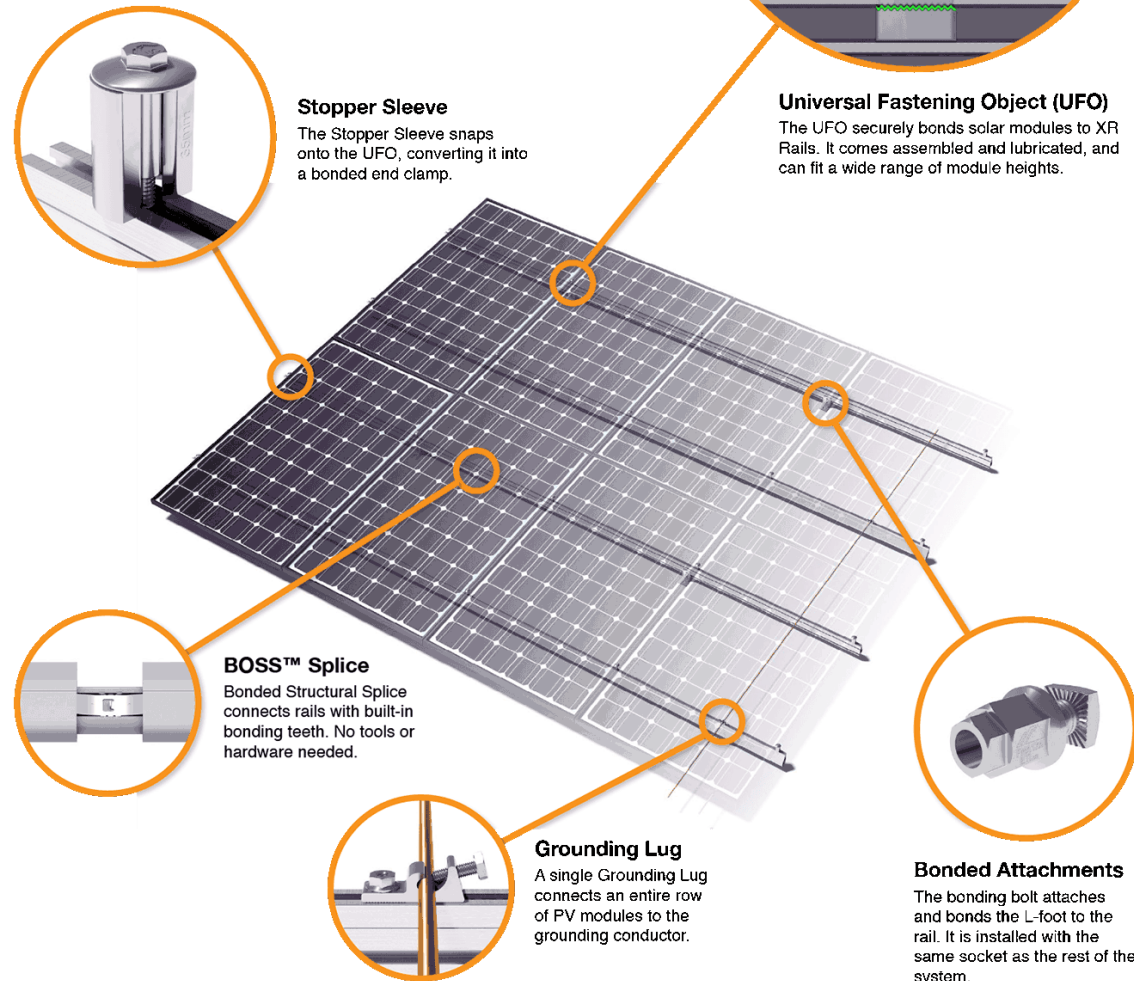 Stopper Sleeve
The Stopper Sleeve snaps
onto the UFO, converting it into
a bonded end clamp.
Universal Fastening Object (UFO)
The UFO securely bonds solar modules to XR
Rails. It comes assembled and lubricated, and
can fit a wide range of module heights.
BOSS™ Splice
Bonded Structural Splice
connects rails with built-in
bonding teeth. No tools or
hardware needed.
Grounding Lug
A single Grounding Lug
connects an entire row
of PV modules to the
grounding conductor.
Bonded Attachments
The bonding bolt attaches
and bonds the L-foot to the
rail. It is installed with the
same socket as the rest of the
system.